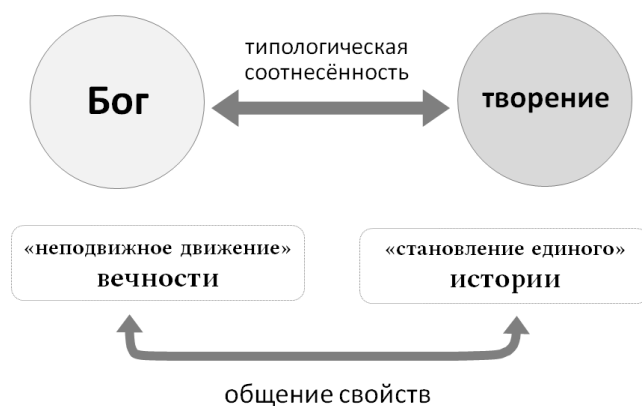 типологическая
соотнесённость
Бог
творение
«неподвижное движение»
вечности
«становление единого»
истории
общение свойств